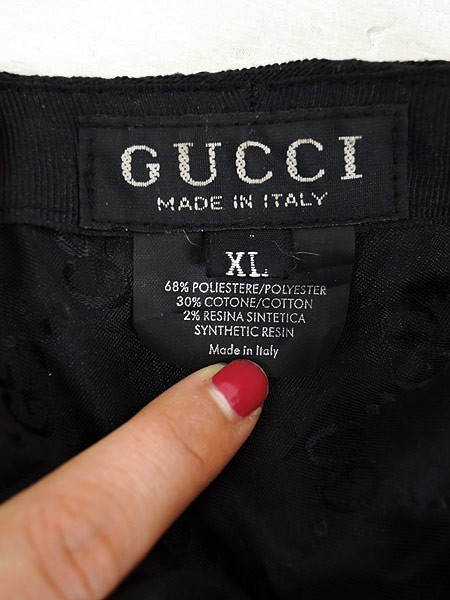 GUCCI
MADE IN ITALY
XL
68% POLIESTERE/POLYESTER
30% COTONE/COTTON
2% RESINA SINTETICA
SYNTHETIC RESIN
Made in Italy